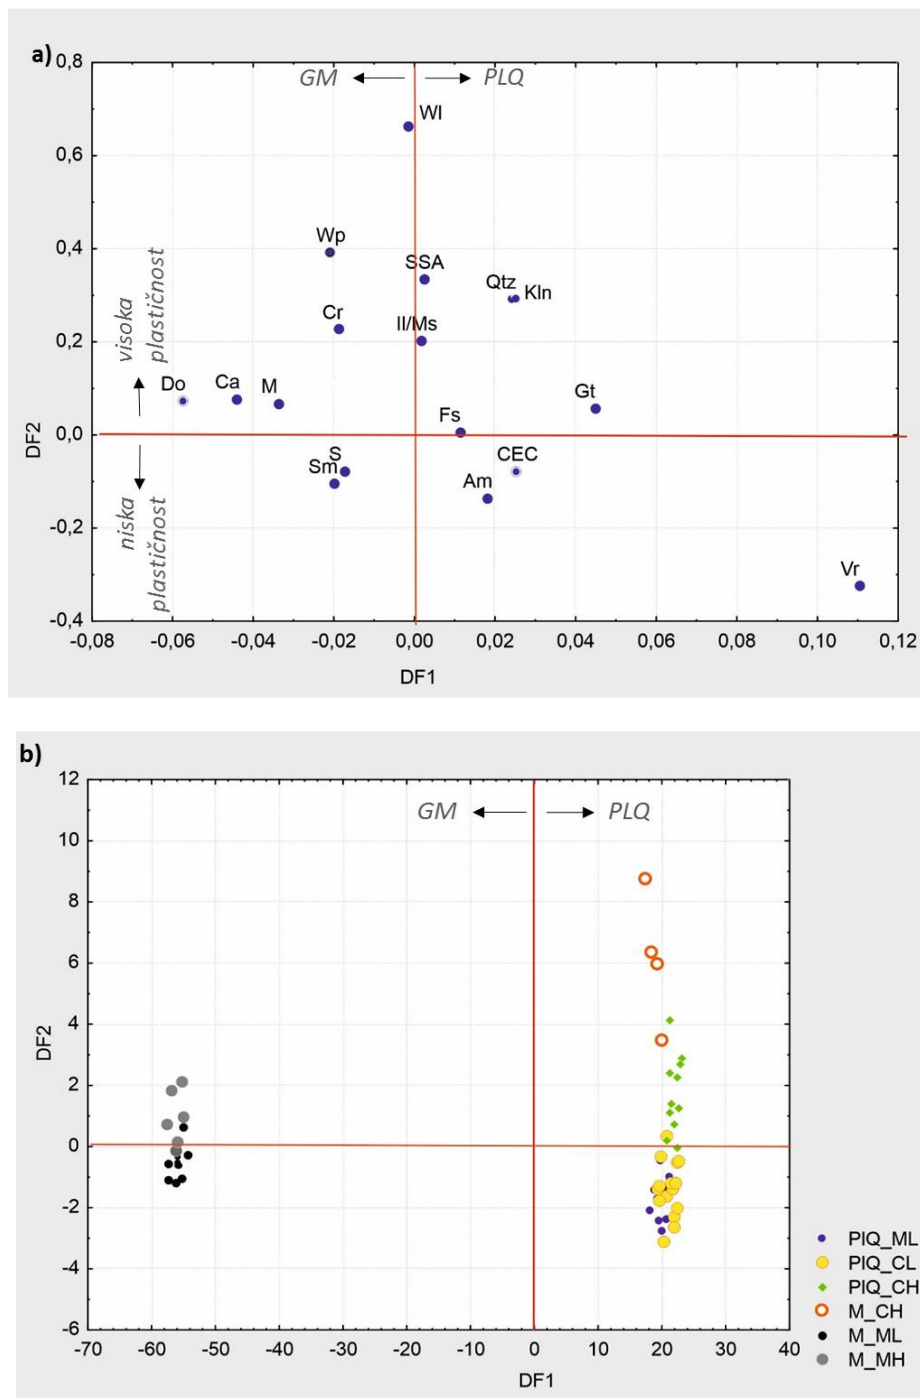 a)
0,8
GM
PLQ
Wl
0,6
Wp
0,4
SSA
Qtz
Kln
Cr
Il/Ms
0,2
visoka
plastičnost
Do
Ca
M
Gt
Fs
0,0
DF2
S
Sm
CEC
Am
niska
plastičnost
-0,2
Vr
-0,4
-0,08 -0,06 -0,04 -0,02 0,00 0,02 0,04 0,06 0,08 0,10 0,12
DF1
b)
12
GM
PLQ
10
8
6
4
DF2
2
0
-2
-4
-6
-70 -60 -50 -40 -30 -20 -10 0 10 20 30 40
DF1
PlQ_ML
PlQ_CL
PlQ_CH
M_CH
M_ML
M_MH